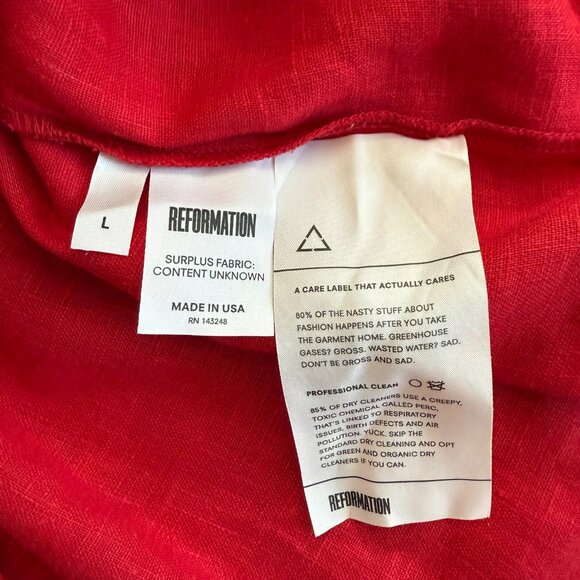 L
REFORMATION
SURPLUS FABRIC:
CONTENT UNKNOWN
MADE IN USA
RN 143248
A CARE LABEL THAT ACTUALLY CARES
80% OF THE NASTY STUFF ABOUT
FASHION HAPPENS AFTER YOU TAKE
THE GARMENT HOME. GREENHOUSE
GASES? GROSS. WASTED WATER? SAD.
DON'T BE GROSS AND SAD.
PROFESSIONAL CLEAN
85% OF DRY CLEANERS USE A CREEPY,
TOXIC CHEMICAL CALLED PERC,
THAT'S LINKED TO RESPIRATORY
ISSUES, BIRTH DEFECTS AND AIR
POLLUTION. YUCK. SKIP THE
STANDARD DRY CLEANING AND OPT
FOR GREEN AND ORGANIC DRY
CLEANERS IF YOU CAN.
REFORMATION